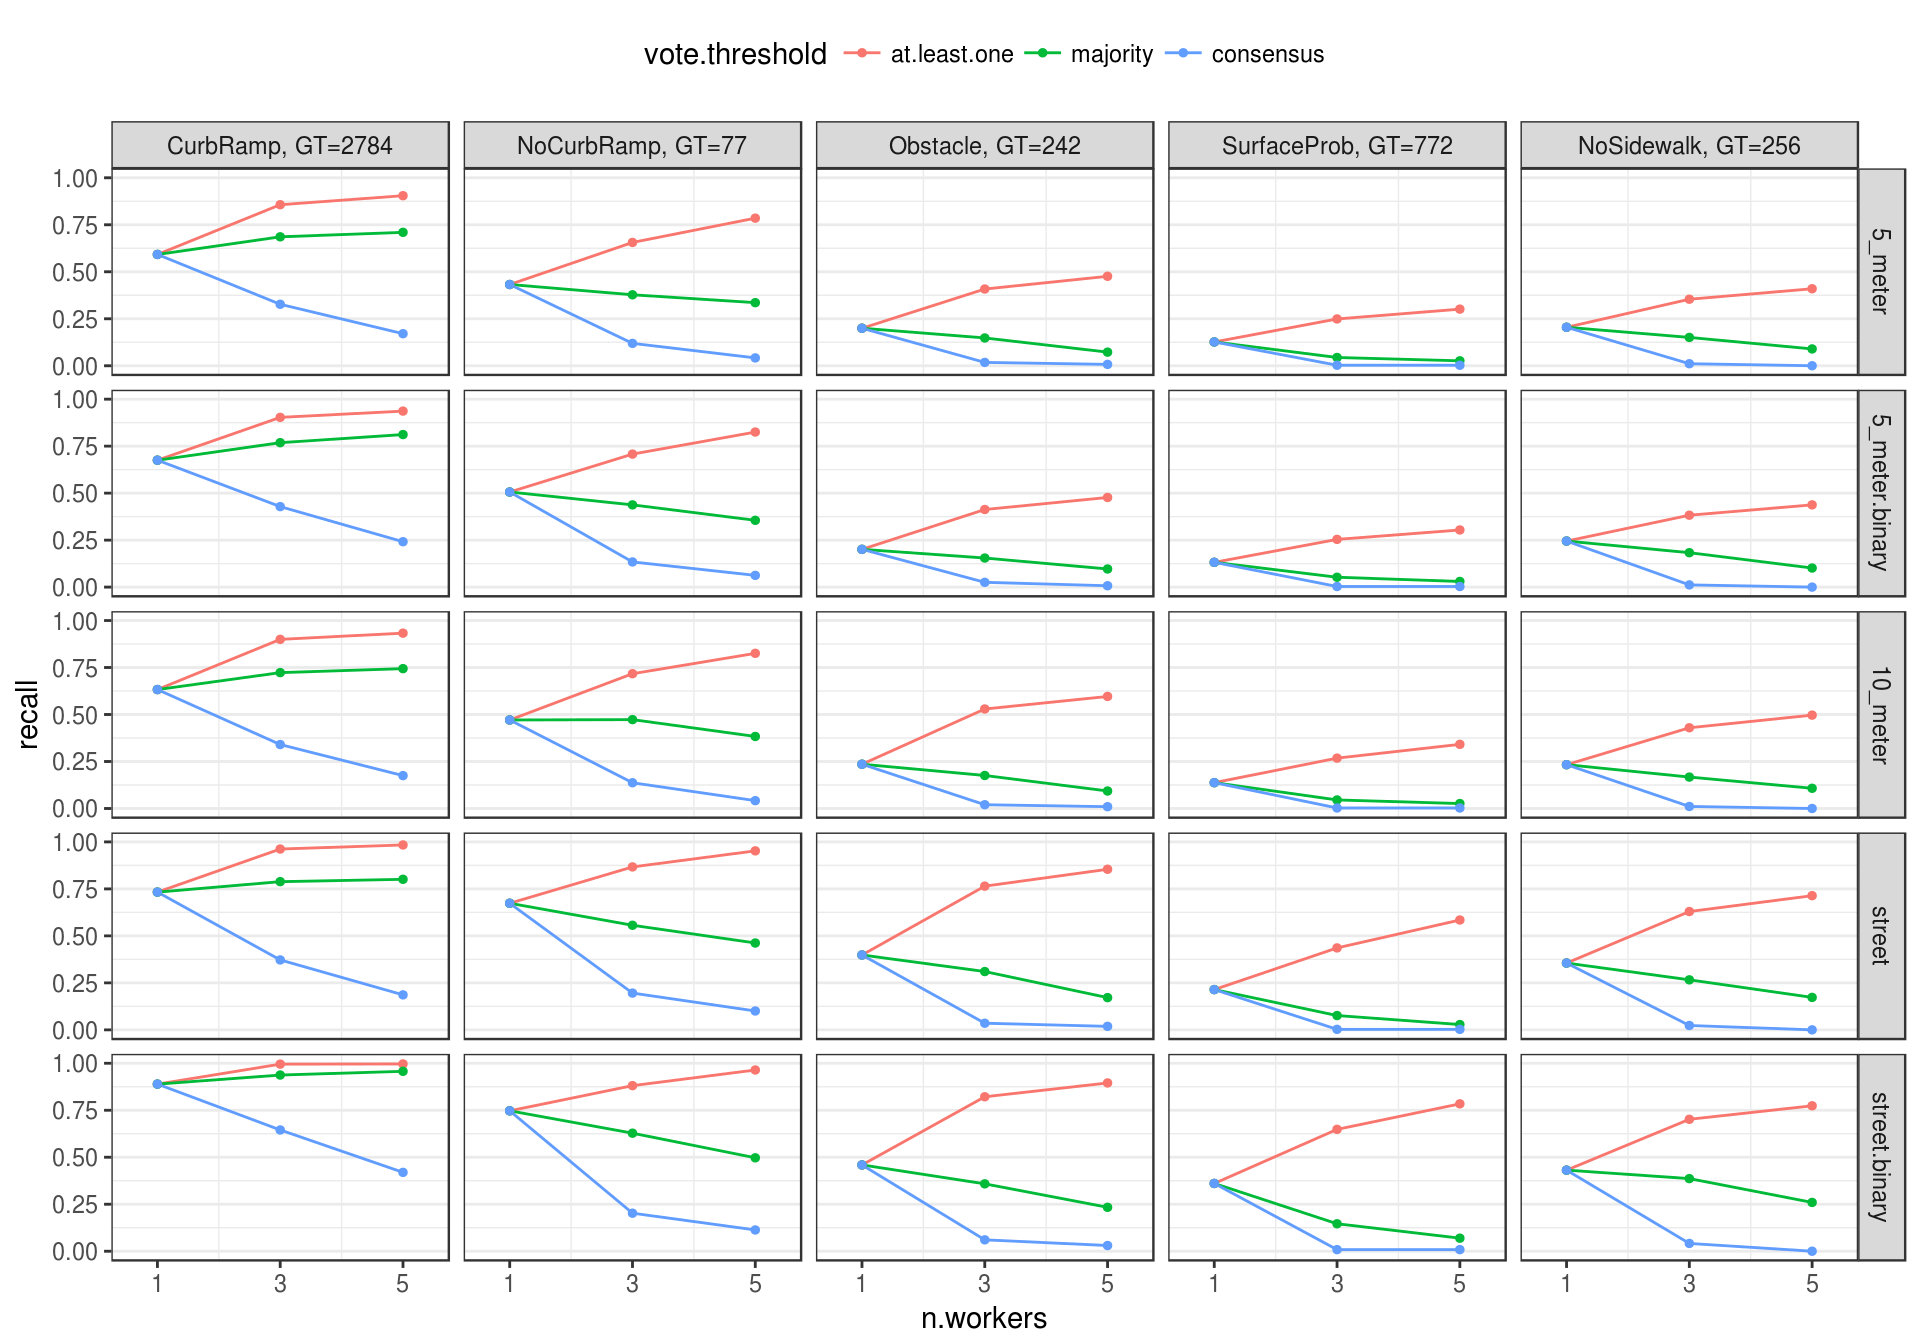 vote.threshold at.least.one majority consensus
CurbRamp, GT=2784 NoCurbRamp, GT=77 Obstacle, GT=242 SurfaceProb, GT=772 NoSidewalk, GT=256
1.00
0.75
0.50
0.25
0.00
5_meter
1.00
0.75
0.50
0.25
0.00
5_meter.binary
1.00
0.75
0.50
0.25
0.00
10_meter
1.00
0.75
0.50
0.25
0.00
street
1.00
0.75
0.50
0.25
0.00
street.binary
recall
1 3 5 1 3 5 1 3 5 1 3 5 1 3 5
n.workers